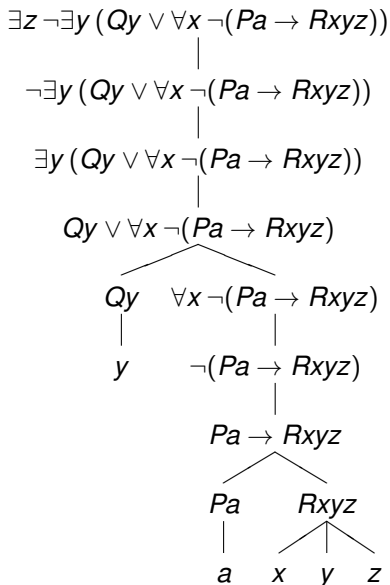 ∃z ¬∃y (Qy ∨ ∀x ¬(Pa → Rxyz))
¬∃y (Qy ∨ ∀x ¬(Pa → Rxyz))
∃y (Qy ∨ ∀x ¬(Pa → Rxyz))
Qy ∨ ∀x ¬(Pa → Rxyz)
Qy ∀x ¬(Pa → Rxyz)
y ¬(Pa → Rxyz)
Pa → Rxyz
Pa Rxyz
a x y z